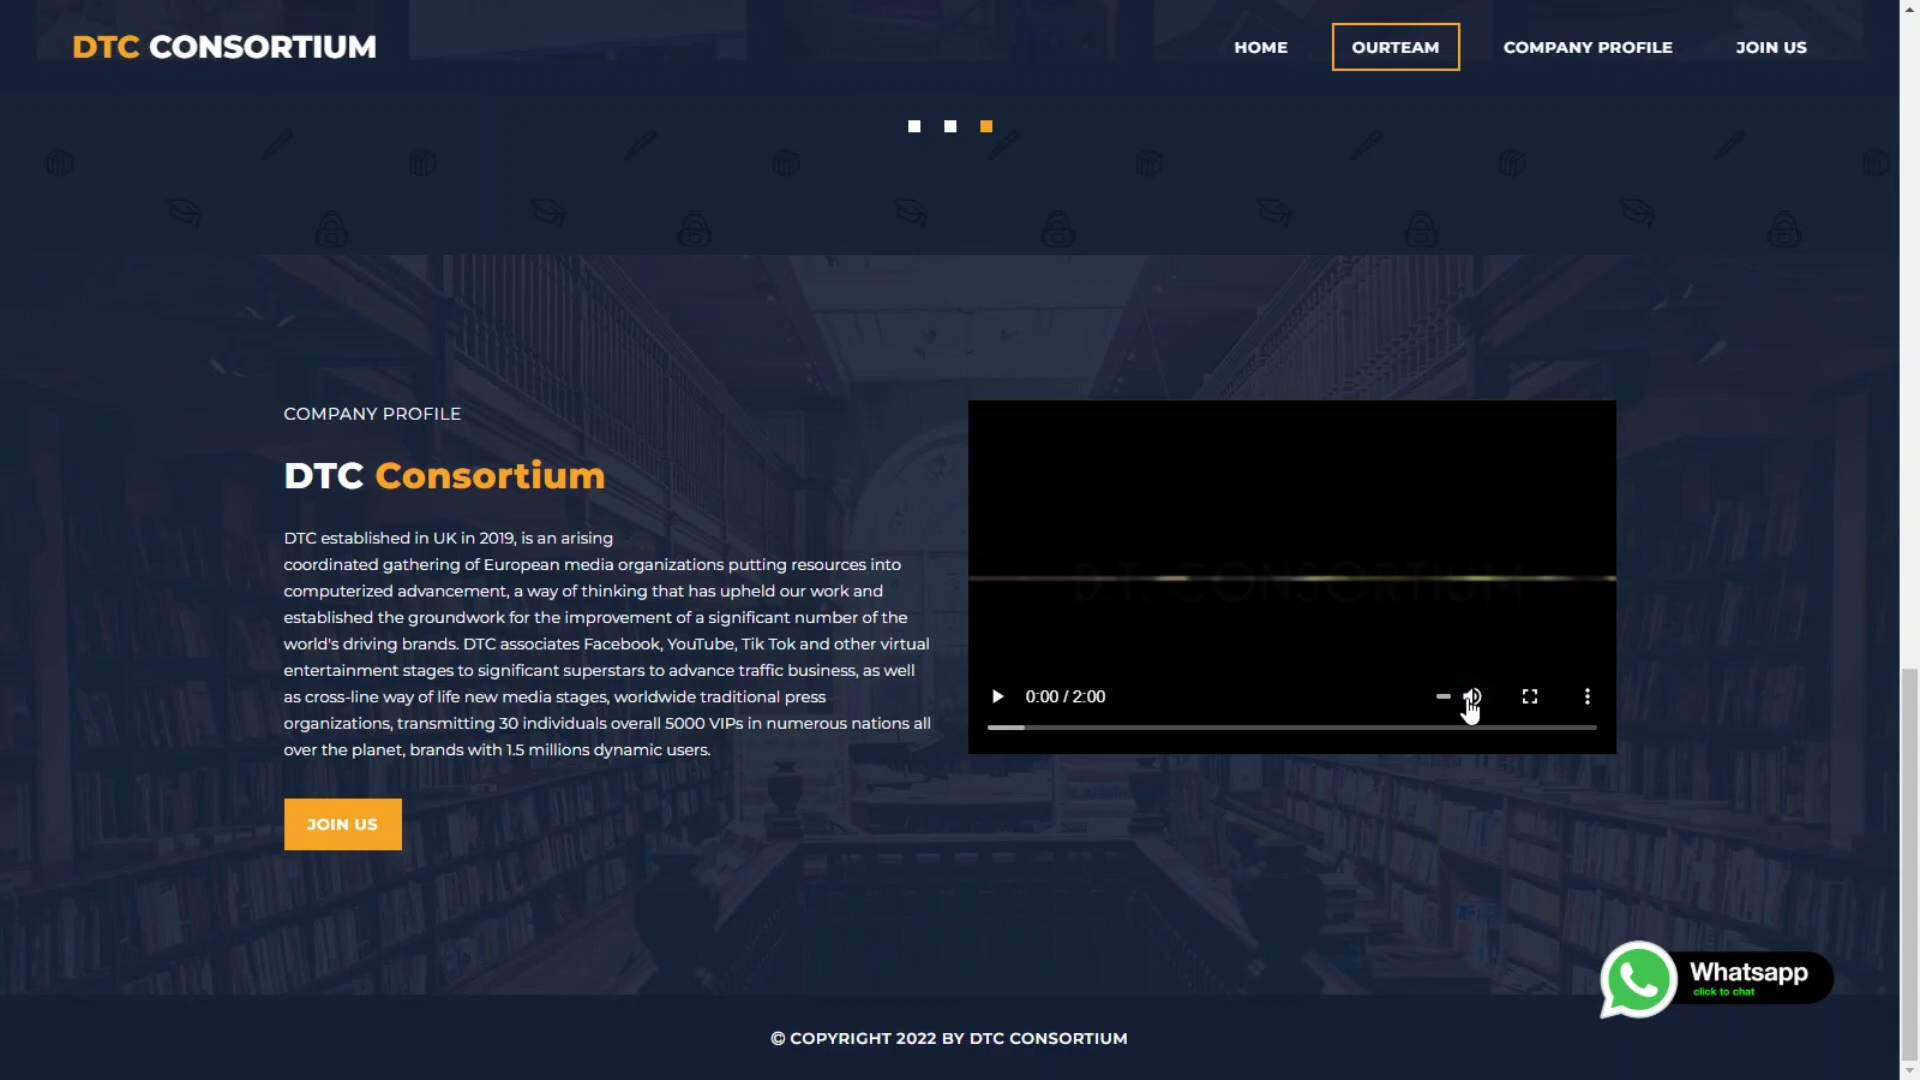 DTC CONSORTIUM
HOME
OURTEAM
COMPANY PROFILE
JOIN US
COMPANY PROFILE
DTC Consortium
DTC established in UK in 2019, is an arising
coordinated gathering of European media organizations putting resources into
computerized advancement, a way of thinking that has upheld our work and
established the groundwork for the improvement of a significant number of the
world's driving brands. DTC associates Facebook, YouTube, Tik Tok and other virtual
entertainment stages to significant superstars to advance traffic business, as well
as cross-line way of life new media stages, worldwide traditional press
organizations, transmitting 30 individuals overall 5000 VIPs in numerous nations all
over the planet, brands with 1.5 millions dynamic users.
JOIN US
D.T. CONSORTIUM
0:00 / 2:00
Whatsapp
click to chat
© COPYRIGHT 2022 BY DTC CONSORTIUM